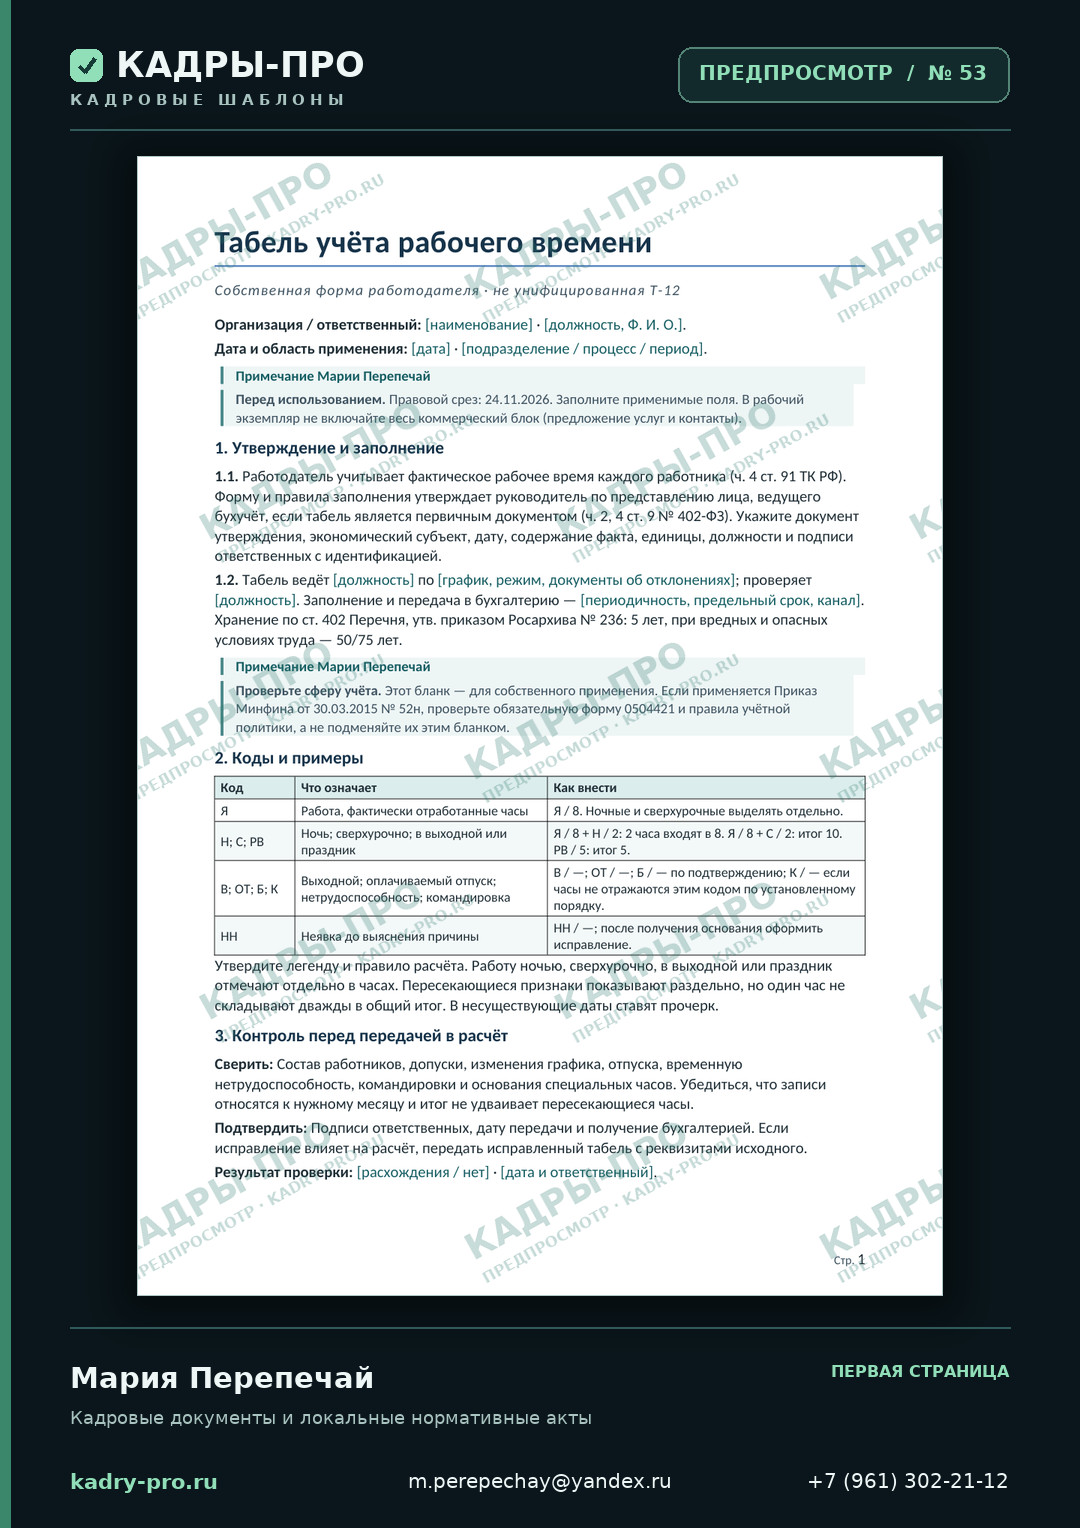 КАДРЫ-ПРО
КАДРОВЫЕ ШАБЛОНЫ
ПРЕДПРОСМОТР / № 53
Табель учёта рабочего времени
Собственная форма работодателя · не унифицированная Т-12
Организация / ответственный: [наименование] · [должность, Ф. И. О.].
Дата и область применения: [дата] · [подразделение / процесс / период].
Примечание Марии Перепечай
Перед использованием. Правовой срез: 24.11.2026. Заполните применимые поля. В рабочий
экземпляр не включайте весь коммерческий блок (предложение услуг и контакты).
1. Утверждение и заполнение
1.1. Работодатель учитывает фактическое рабочее время каждого работника (ч. 4 ст. 91 ТК РФ).
Форму и правила заполнения утверждает руководитель по представлению лица, ведущего
бухучёт, если табель является первичным документом (ч. 2, 4 ст. 9 № 402-ФЗ). Укажите документ
утверждения, экономический субъект, дату, содержание факта, единицы, должности и подписи
ответственных с идентификацией.
1.2. Табель ведёт [должность] по [график, режим, документы об отклонениях]; проверяет
[должность]. Заполнение и передача в бухгалтерию — [периодичность, предельный срок, канал].
Хранение по ст. 402 Перечня, утв. приказом Росархива № 236: 5 лет, при вредных и опасных
условиях труда — 50/75 лет.
Примечание Марии Перепечай
Проверьте сферу учёта. Этот бланк — для собственного применения. Если применяется Приказ
Минфина от 30.03.2015 № 52н, проверьте обязательную форму 0504421 и правила учётной
политики, а не подменяйте их этим бланком.
2. Коды и примеры
Код Что означает Как внести
Я Работа, фактически отработанные часы Я / 8. Ночные и сверхурочные выделять отдельно.
Н; С; РВ Ночь; сверхурочно; в выходной или праздник Я / 8 + Н / 2: 2 часа входят в 8. Я / 8 + С / 2: итог 10. РВ / 5: итог 5.
В; ОТ; Б; К Выходной; оплачиваемый отпуск; нетрудоспособность; командировка В / —; ОТ / —; Б / — по подтверждению; К / — если часы не отражаются этим кодом по установленному порядку.
НН Неявка до выяснения причины НН / —; после получения основания оформить исправление.
Утвердите легенду и правило расчёта. Работу ночью, сверхурочно, в выходной или праздник
отмечают отдельно в часах. Пересекающиеся признаки показывают раздельно, но один час не
складывают дважды в общий итог. В несуществующие даты ставят прочерк.
3. Контроль перед передачей в расчёт
Сверить: Состав работников, допуски, изменения графика, отпуска, временную
нетрудоспособность, командировки и основания специальных часов. Убедиться, что записи
относятся к нужному месяцу и итог не удваивает пересекающиеся часы.
Подтвердить: Подписи ответственных, дату передачи и получение бухгалтерией. Если
исправление влияет на расчёт, передать исправленный табель с реквизитами исходного.
Результат проверки: [расхождения / нет] · [дата и ответственный].
Стр. 1
КАДРЫ-ПРО
ПРЕДПРОСМОТР · KADRY-PRO.RU
Мария Перепечай
ПЕРВАЯ СТРАНИЦА
Кадровые документы и локальные нормативные акты
kadry-pro.ru
m.perepechay@yandex.ru
+7 (961) 302-21-12